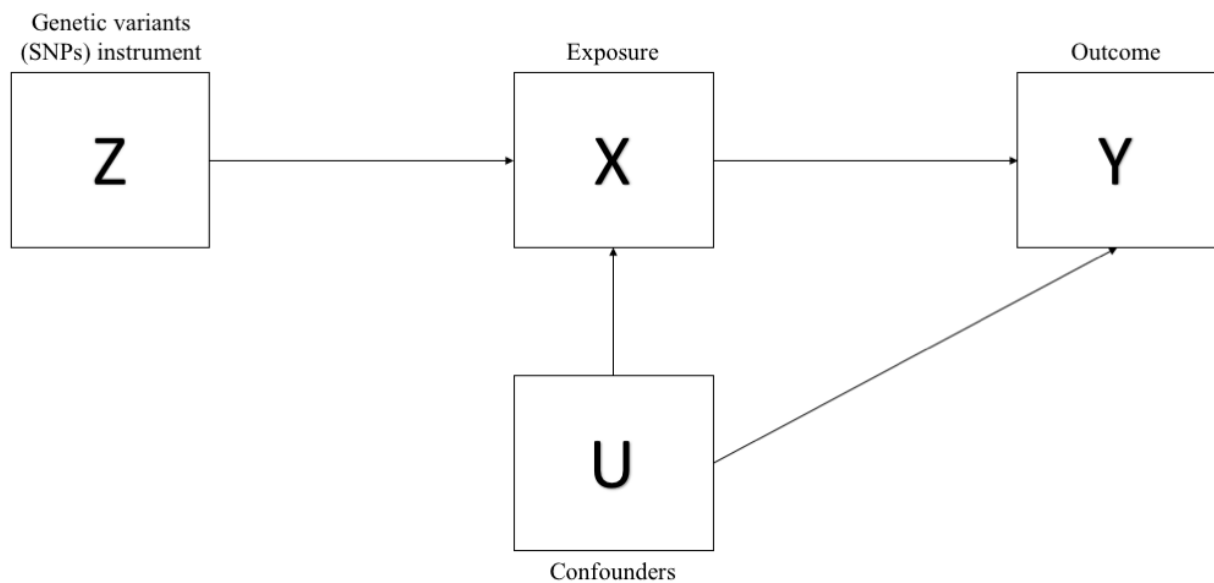 Genetic variants
(SNPs) instrument
Exposure
Outcome
Z
X
Y
U
Confounders